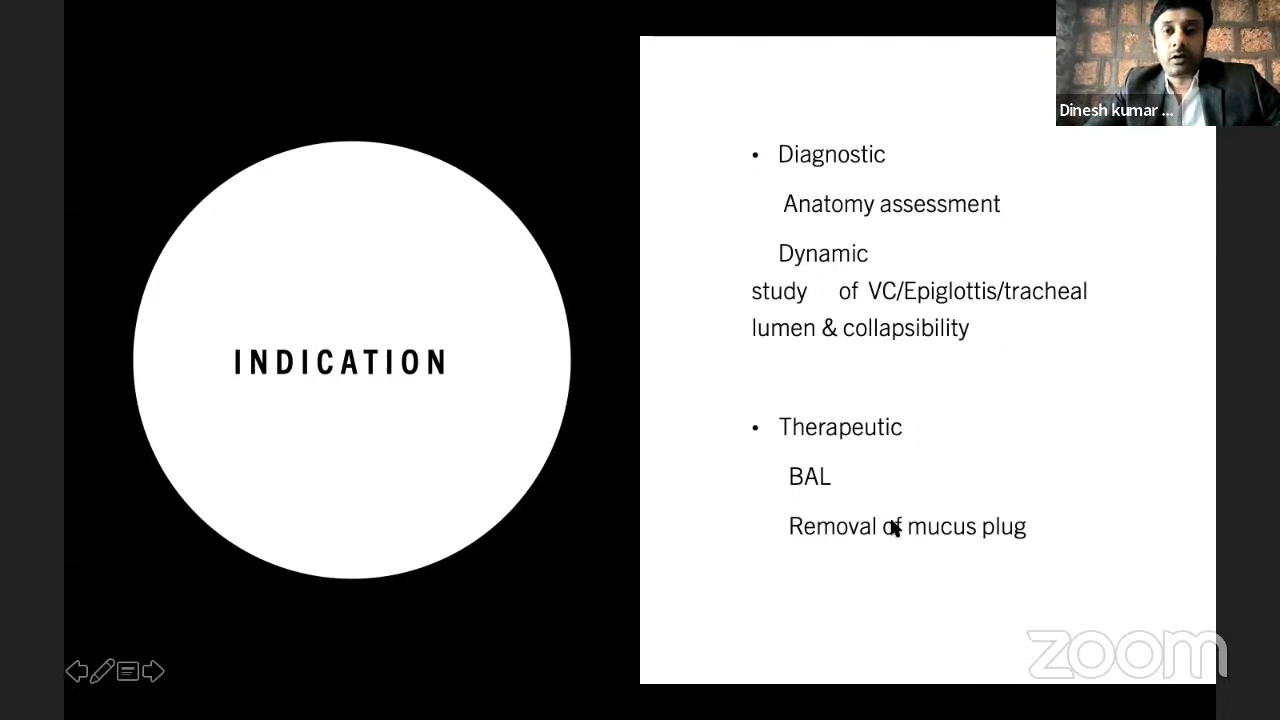 Dinesh kumar ...
INDICATION
• Diagnostic
Anatomy assessment
Dynamic
study of VC/Epiglottis/tracheal
lumen & collapsibility
• Therapeutic
BAL
Removal of mucus plug
zoom